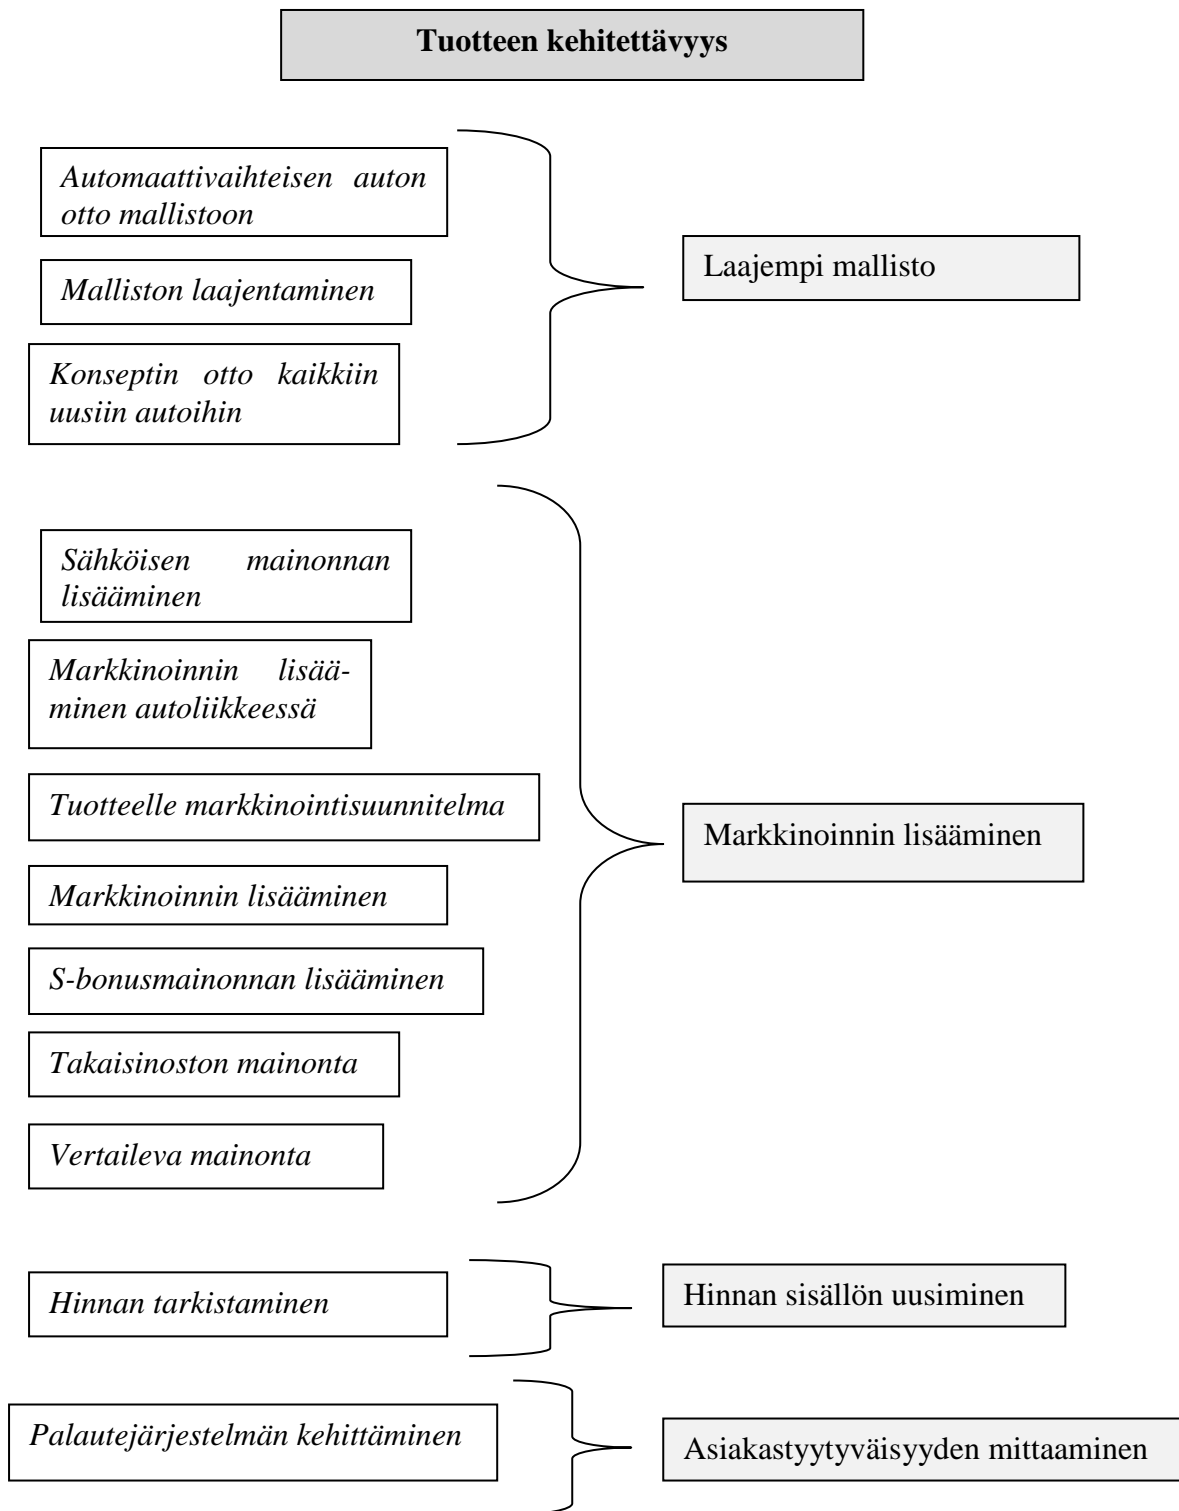 Tuotteen kehitettävyys
Automaattivaihteisen auton
otto mallistoon
Malliston laajentaminen
Konseptin otto kaikkiin
uusiin autoihin
Laajempi mallisto
Sähköisen mainonnan
lisääminen
Markkinoinnin lisää-
minen autoliikkeessä
Tuotteelle markkinointisuunnitelma
Markkinoinnin lisääminen
S-bonusmainonnan lisääminen
Takaisinoston mainonta
Vertaileva mainonta
Markkinoinnin lisääminen
Hinnan tarkistaminen
Hinnan sisällön uusiminen
Palautejärjestelmän kehittäminen
Asiakastyytyväisyyden mittaaminen